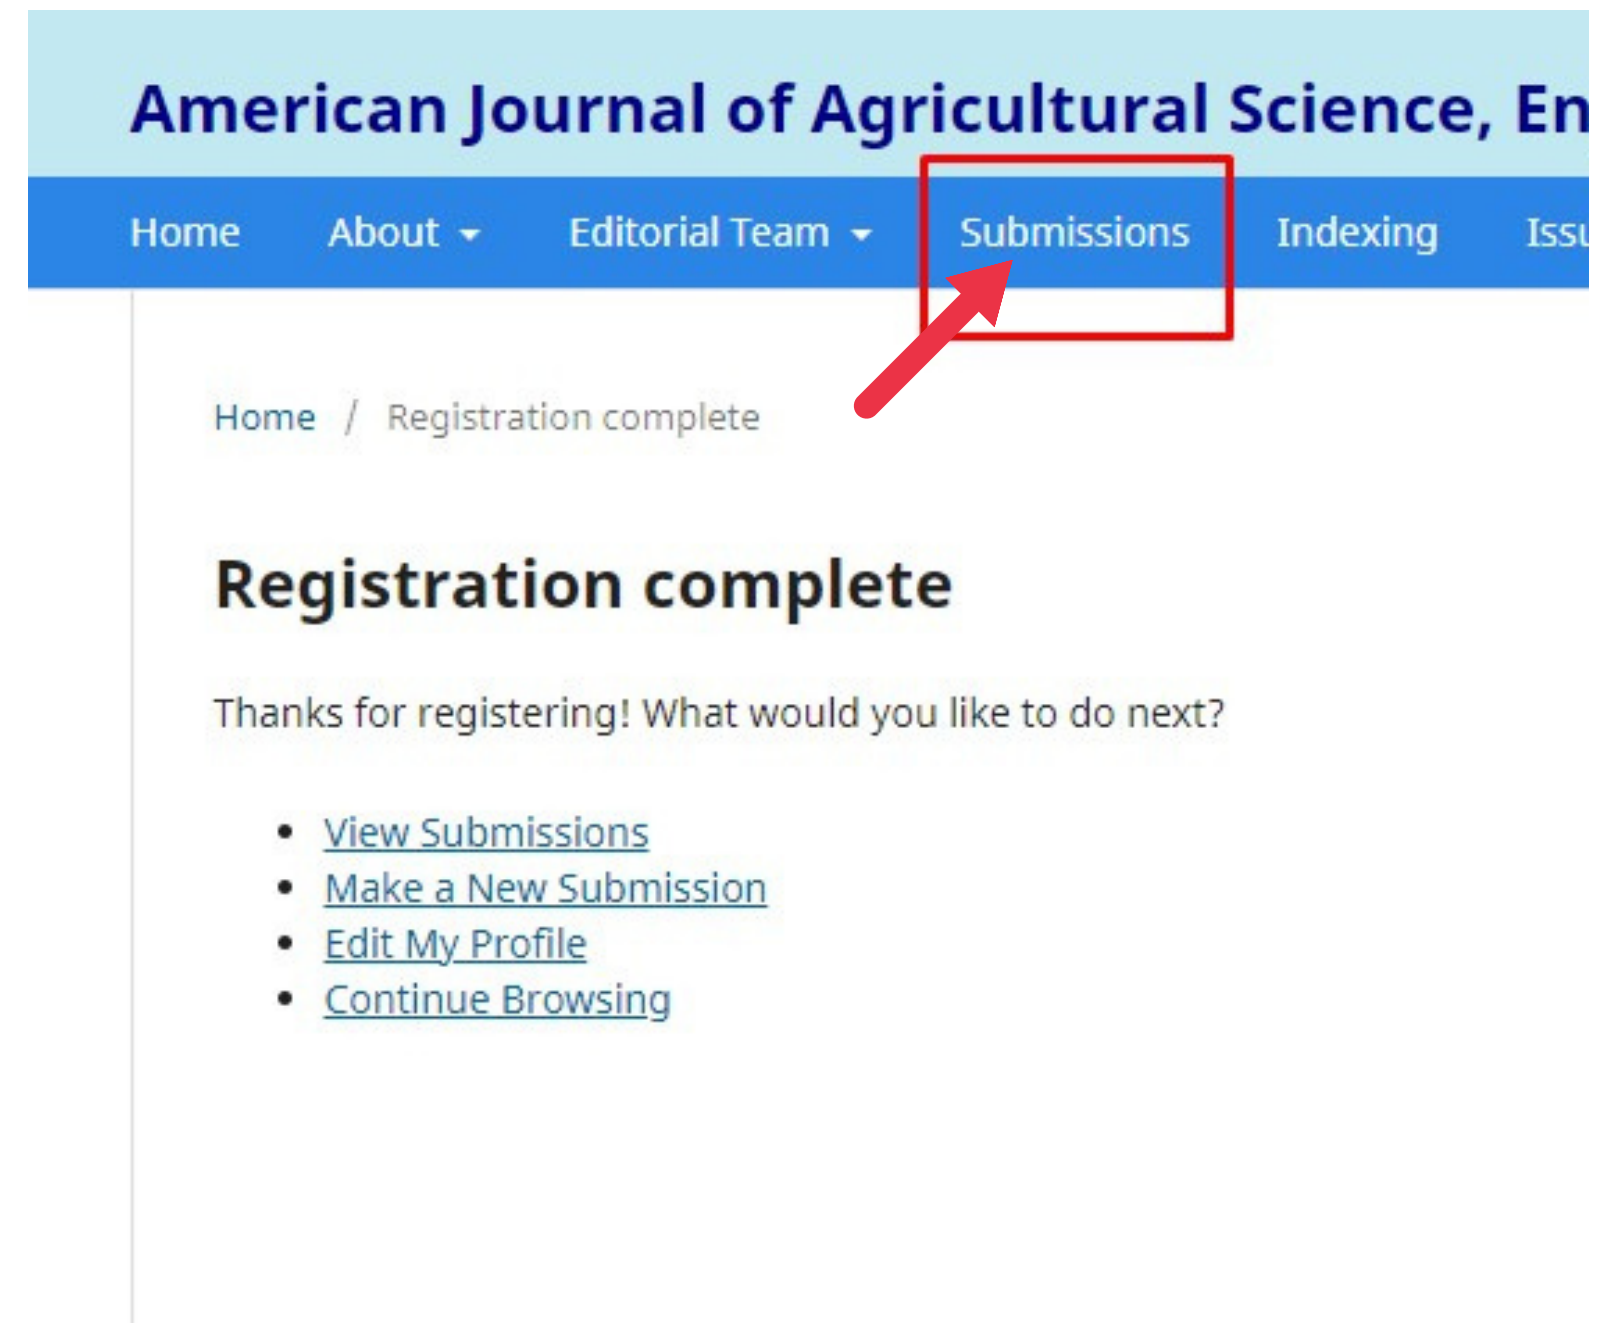 American Journal of Agricultural Science, En
Home About Editorial Team Submissions Indexing Issu
Home / Registration complete
Registration complete
Thanks for registering! What would you like to do next?
View Submissions
Make a New Submission
Edit My Profile
Continue Browsing